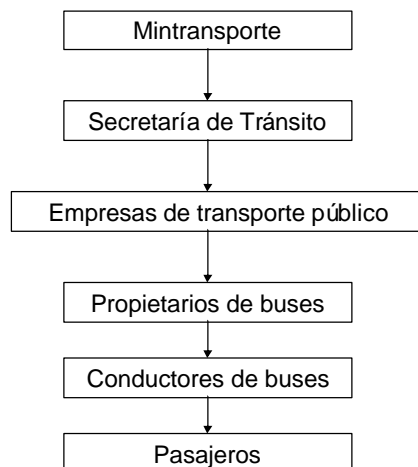 Mintransporte
Secretaría de Tránsito
Empresas de transporte público
Propietarios de buses
Conductores de buses
Pasajeros